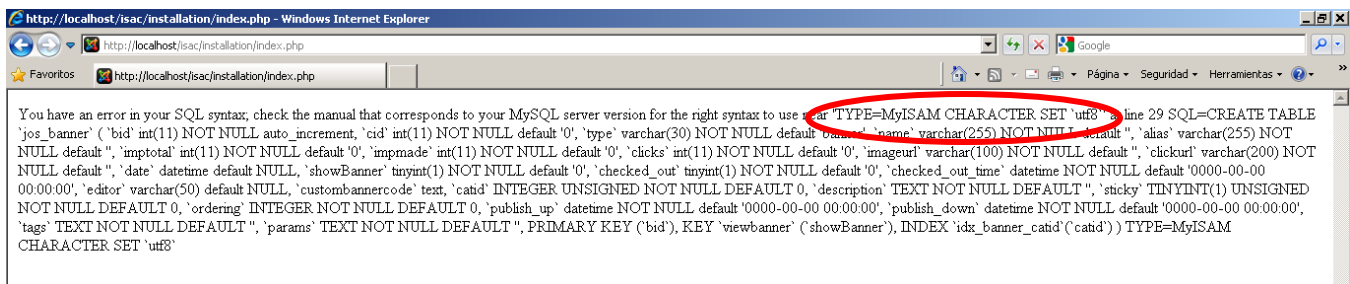 http://localhost/isac/installation/index.php - Windows Internet Explorer
http://localhost/isac/installation/index.php
Google
Favoritos http://localhost/isac/installation/index.php Página Seguridad Herramientas »
You have an error in your SQL syntax; check the manual that corresponds to your MySQL server version for the right syntax to use near 'TYPE=MyISAM CHARACTER SET `utf8`' line 29 SQL=CREATE TABLE
`jos_banner` ( `bid` int(11) NOT NULL auto_increment, `cid` int(11) NOT NULL default '0', `type` varchar(30) NOT NULL default 'banner', `name` varchar(255) NOT NULL default '', `alias` varchar(255) NOT
NULL default '', `imptotal` int(11) NOT NULL default '0', `impmade` int(11) NOT NULL default '0', `clicks` int(11) NOT NULL default '0', `imageurl` varchar(100) NOT NULL default '', `clickurl` varchar(200) NOT
NULL default '', `date` datetime default NULL, `showBanner` tinyint(1) NOT NULL default '0', `checked_out` tinyint(1) NOT NULL default '0', `checked_out_time` datetime NOT NULL default '0000-00-00
00:00:00', `editor` varchar(50) default NULL, `custombannercode` text, `catid` INTEGER UNSIGNED NOT NULL DEFAULT 0, `description` TEXT NOT NULL DEFAULT '', `sticky` TINYINT(1) UNSIGNED
NOT NULL DEFAULT 0, `ordering` INTEGER NOT NULL DEFAULT 0, `publish_up` datetime NOT NULL default '0000-00-00 00:00:00', `publish_down` datetime NOT NULL default '0000-00-00 00:00:00',
`tags` TEXT NOT NULL DEFAULT '', `params` TEXT NOT NULL DEFAULT '', PRIMARY KEY (`bid`), KEY `viewbanner` (`showBanner`), INDEX `idx_banner_catid`(`catid`) ) TYPE=MyISAM
CHARACTER SET `utf8`